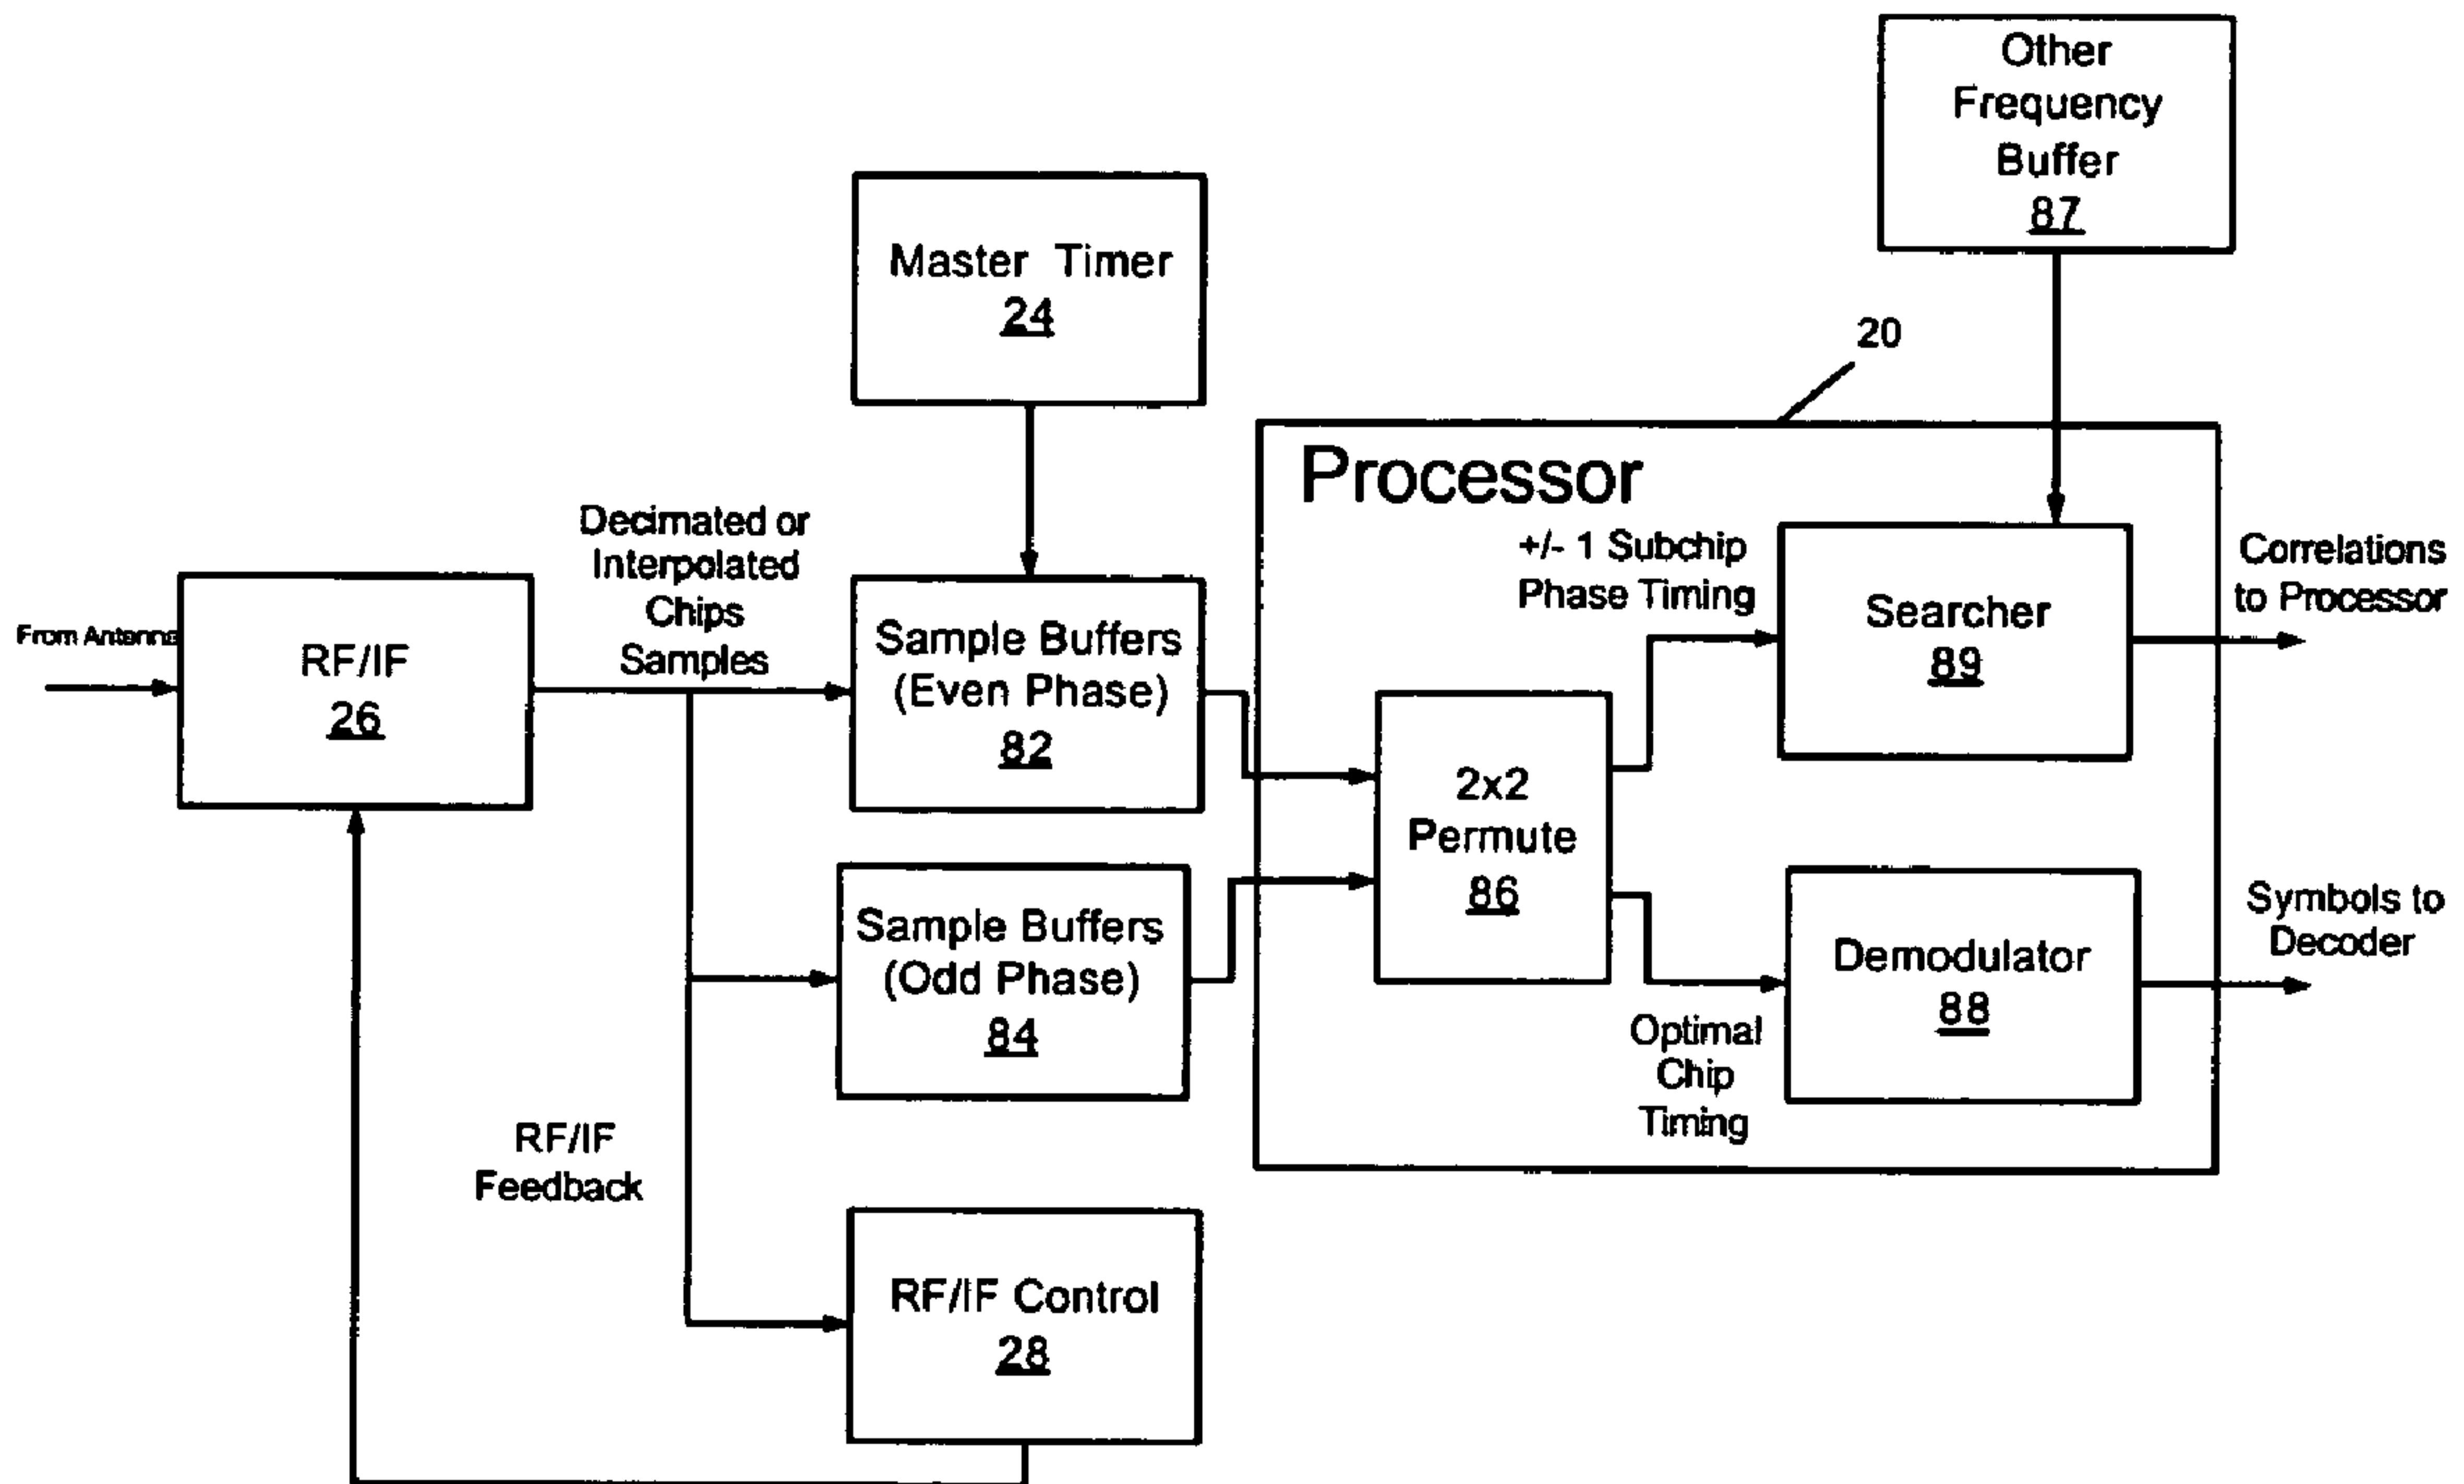 Other
Frequency
Buffer
87
Master Timer
24
20
Processor
Decimated or
Interpolated
Chips
Samples
+/- 1 Subchip
Phase Timing
Searcher
89
Correlations
to Processor
From Antenna
RF/IF
26
Sample Buffers
(Even Phase)
82
2x2
Permute
86
Sample Buffers
(Odd Phase)
84
Demodulator
88
Symbols to
Decoder
Optimal
Chip
Timing
RF/IF
Feedback
RF/IF Control
28